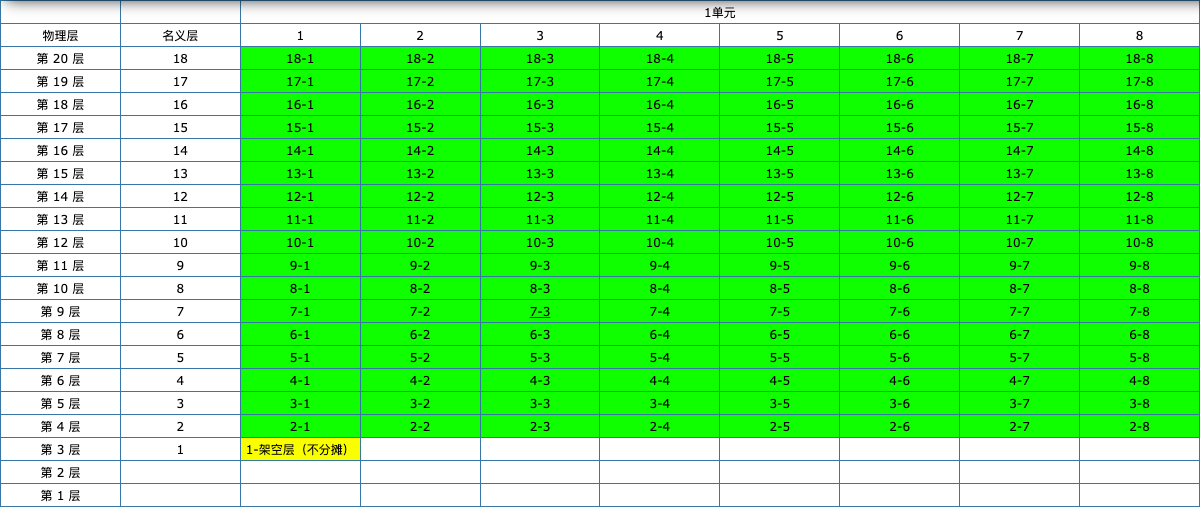 1单元
物理层 名义层 1 2 3 4 5 6 7 8
第 20 层 18 18-1 18-2 18-3 18-4 18-5 18-6 18-7 18-8
第 19 层 17 17-1 17-2 17-3 17-4 17-5 17-6 17-7 17-8
第 18 层 16 16-1 16-2 16-3 16-4 16-5 16-6 16-7 16-8
第 17 层 15 15-1 15-2 15-3 15-4 15-5 15-6 15-7 15-8
第 16 层 14 14-1 14-2 14-3 14-4 14-5 14-6 14-7 14-8
第 15 层 13 13-1 13-2 13-3 13-4 13-5 13-6 13-7 13-8
第 14 层 12 12-1 12-2 12-3 12-4 12-5 12-6 12-7 12-8
第 13 层 11 11-1 11-2 11-3 11-4 11-5 11-6 11-7 11-8
第 12 层 10 10-1 10-2 10-3 10-4 10-5 10-6 10-7 10-8
第 11 层 9 9-1 9-2 9-3 9-4 9-5 9-6 9-7 9-8
第 10 层 8 8-1 8-2 8-3 8-4 8-5 8-6 8-7 8-8
第 9 层 7 7-1 7-2 7-3 7-4 7-5 7-6 7-7 7-8
第 8 层 6 6-1 6-2 6-3 6-4 6-5 6-6 6-7 6-8
第 7 层 5 5-1 5-2 5-3 5-4 5-5 5-6 5-7 5-8
第 6 层 4 4-1 4-2 4-3 4-4 4-5 4-6 4-7 4-8
第 5 层 3 3-1 3-2 3-3 3-4 3-5 3-6 3-7 3-8
第 4 层 2 2-1 2-2 2-3 2-4 2-5 2-6 2-7 2-8
第 3 层 1 1-架空层（不分摊）
第 2 层
第 1 层